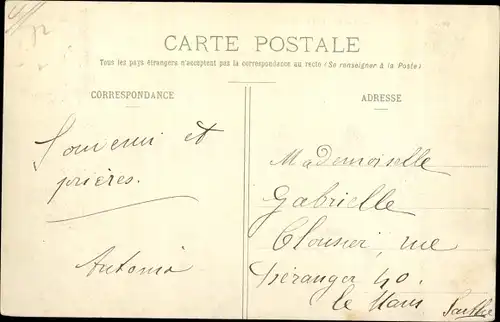 CARTE POSTALE
Tous les pays étrangers n'acceptent pas la correspondance au recto (Se renseigner à la Poste)
CORRESPONDANCE
ADRESSE
Souvenir et
prières.
Antonia
Mademoiselle
Gabrielle
rue
Béranger 40.
le Mans
Sarthe